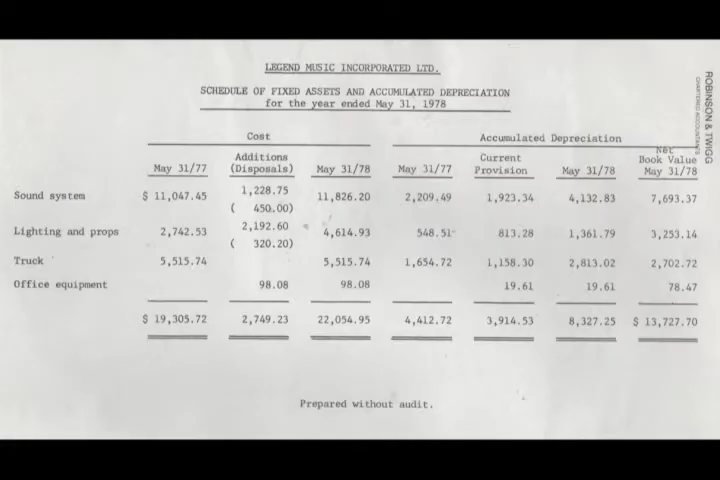 LEGEND MUSIC INCORPORATED LTD.
SCHEDULE OF FIXED ASSETS AND ACCUMULATED DEPRECIATION
for the year ended May 31, 1978
ROBINSON & TWIGG
CHARTERED ACCOUNTANTS
Cost Accumulated Depreciation
May 31/77 Additions (Disposals) May 31/78 May 31/77 Current Provision May 31/78 Net Book Value May 31/78
Sound system $ 11,047.45 1,228.75 11,826.20 2,209.49 1,923.34 4,132.83 7,693.37
( 450.00)
Lighting and props 2,742.53 2,192.60 4,614.93 548.51 813.28 1,361.79 3,253.14
( 320.20)
Truck 5,515.74 5,515.74 1,654.72 1,158.30 2,813.02 2,702.72
Office equipment 98.08 98.08 19.61 19.61 78.47
$ 19,305.72 2,749.23 22,054.95 4,412.72 3,914.53 8,327.25 $ 13,727.70
Prepared without audit.